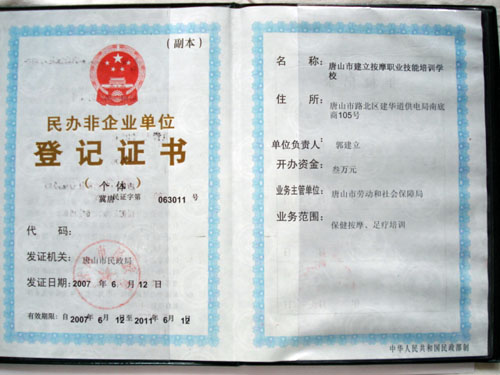 （副本）
民办非企业单位
登记证书
（个体）
冀唐民证字第 063011 号
代 码：
发证机关： 唐山市民政局
发证日期：2007 年 6 月 12 日
有效期限：自 2007年 6 月 12 至 2011年 6 月 12
名 称：唐山市建立按摩职业技能培训学
校
住 所：唐山市路北区建华道供电局南底
商105号
单位负责人：郭建立
开办资金：叁万元
业务主管单位：唐山市劳动和社会保障局
业务范围：保健按摩、足疗培训
中华人民共和国民政部制